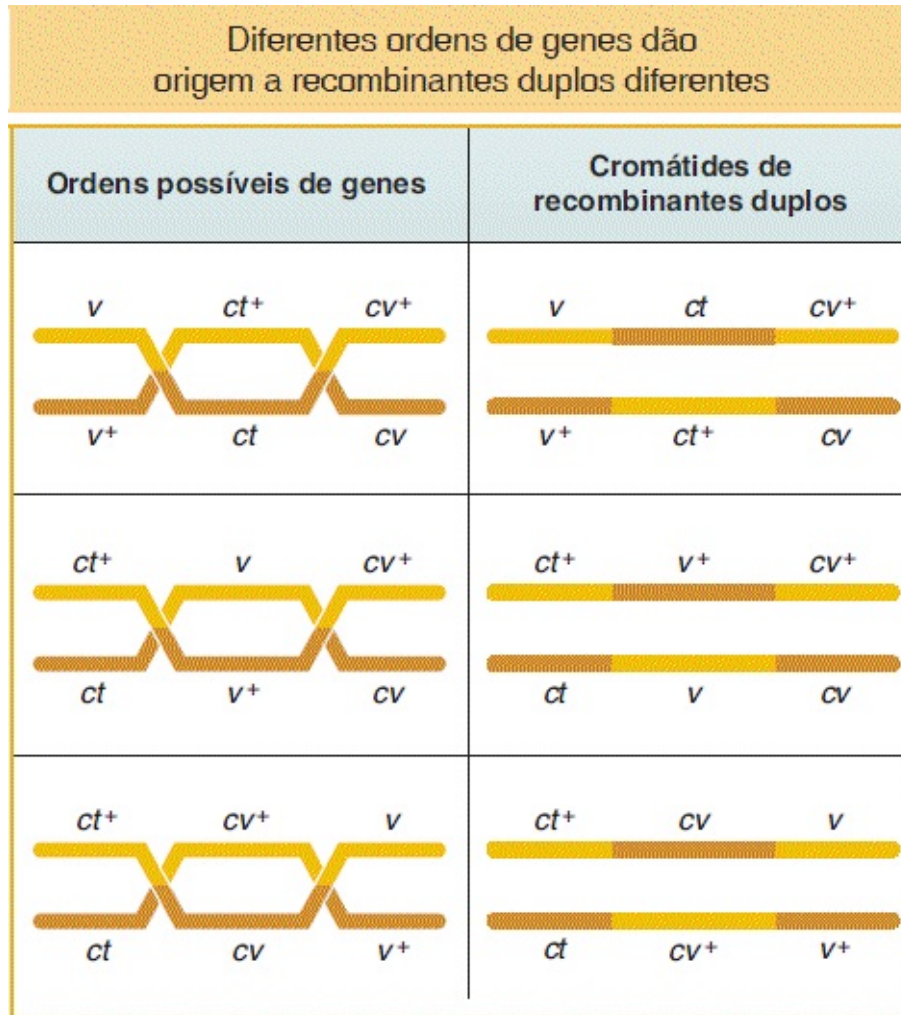 Diferentes ordens de genes dão
origem a recombinantes duplos diferentes
Ordens possíveis de genes
Cromátides de
recombinantes duplos
v ct+ cv+
v+ ct cv
v ct cv+
v+ ct+ cv
ct+ v cv+
ct v+ cv
ct+ v+ cv+
ct v cv
ct+ cv+ v
ct cv v+
ct+ cv v
ct cv+ v+